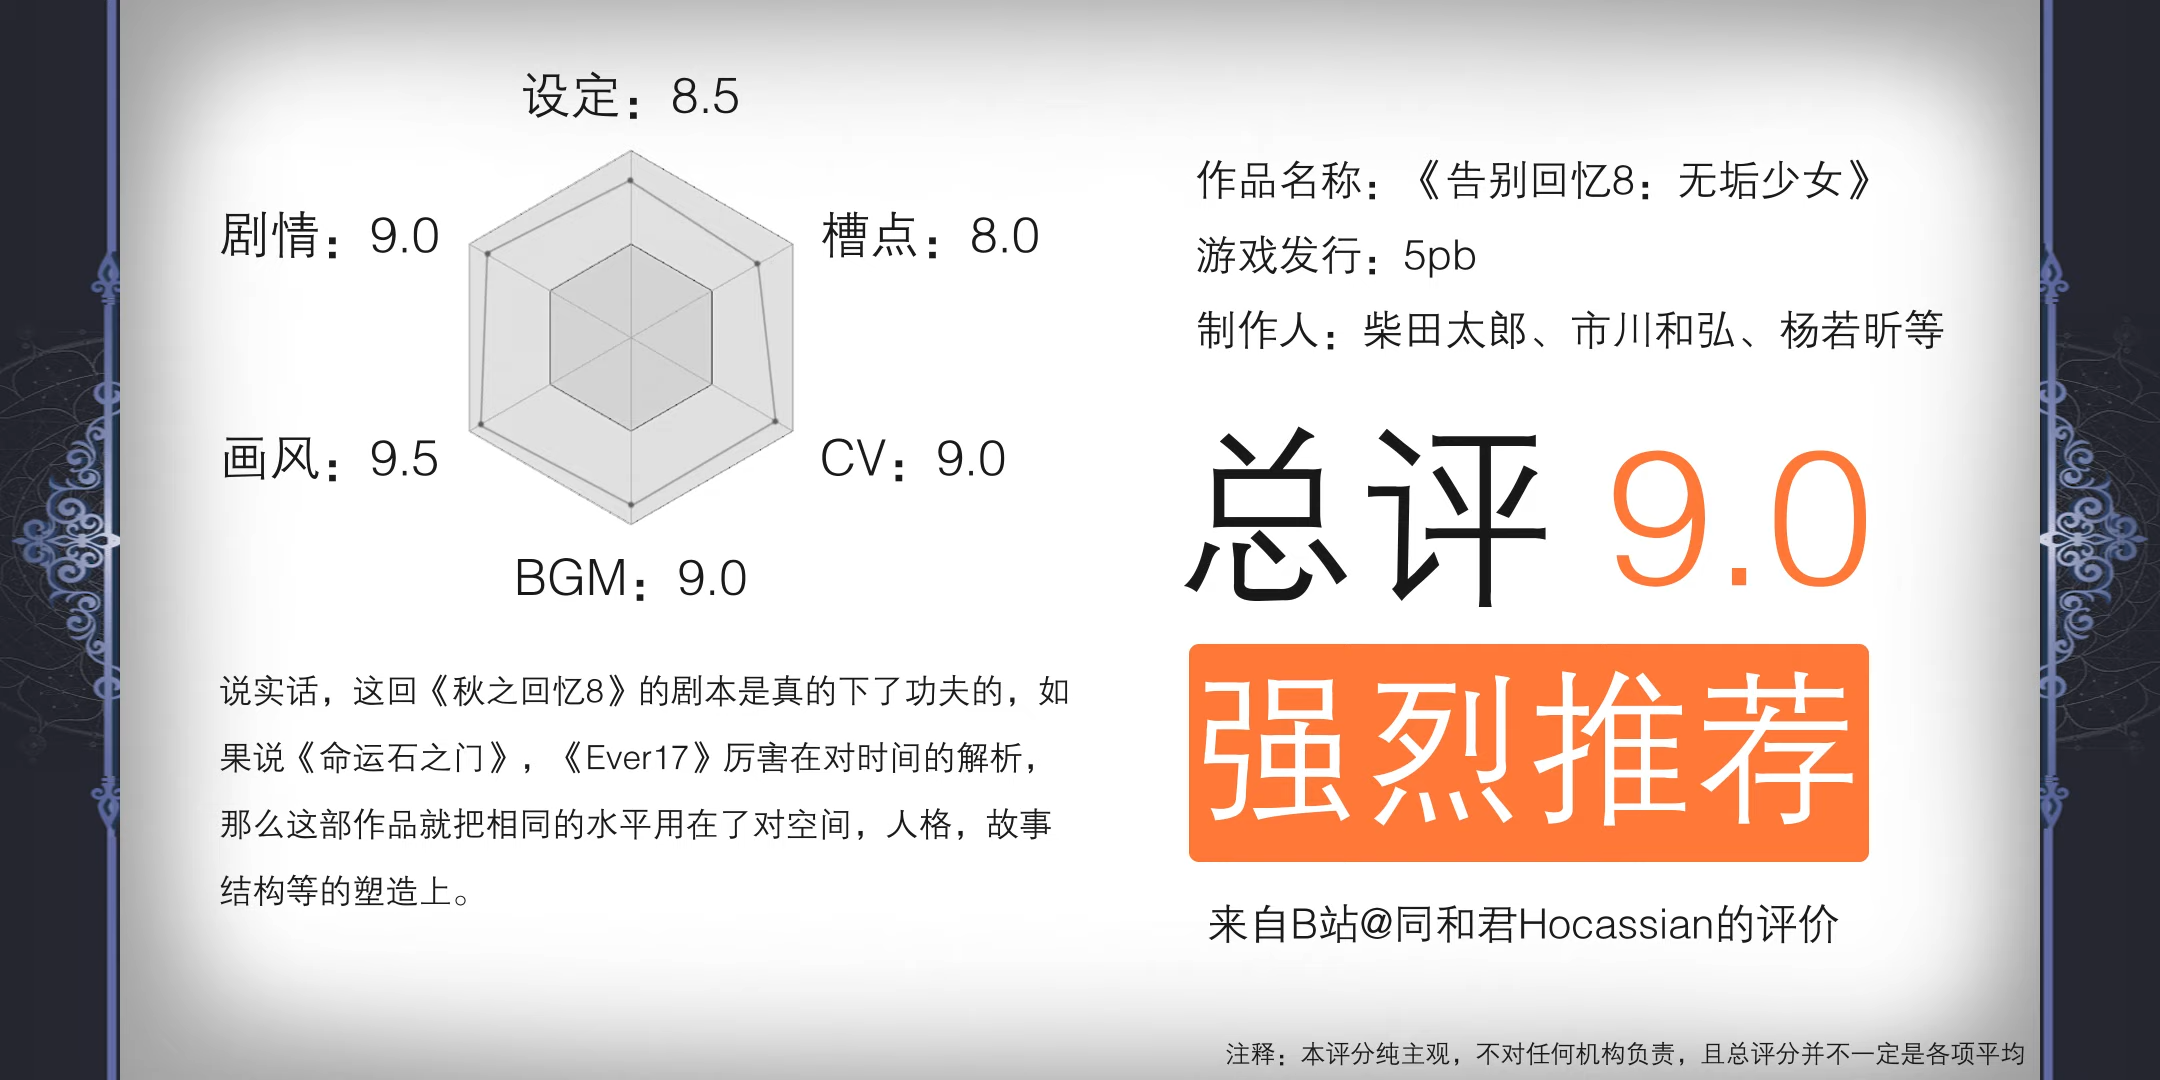 设定：8.5
剧情：9.0
槽点：8.0
画风：9.5
CV：9.0
BGM：9.0
说实话，这回《秋之回忆8》的剧本是真的下了功夫的，如
果说《命运石之门》，《Ever17》厉害在对时间的解析，
那么这部作品就把相同的水平用在了对空间，人格，故事
结构等的塑造上。
作品名称：《告别回忆8：无垢少女》
游戏发行：5pb
制作人：柴田太郎、市川和弘、杨若昕等
总评 9.0
强烈推荐
来自B站@同和君Hocassian的评价
注释：本评分纯主观，不对任何机构负责，且总评分并不一定是各项平均